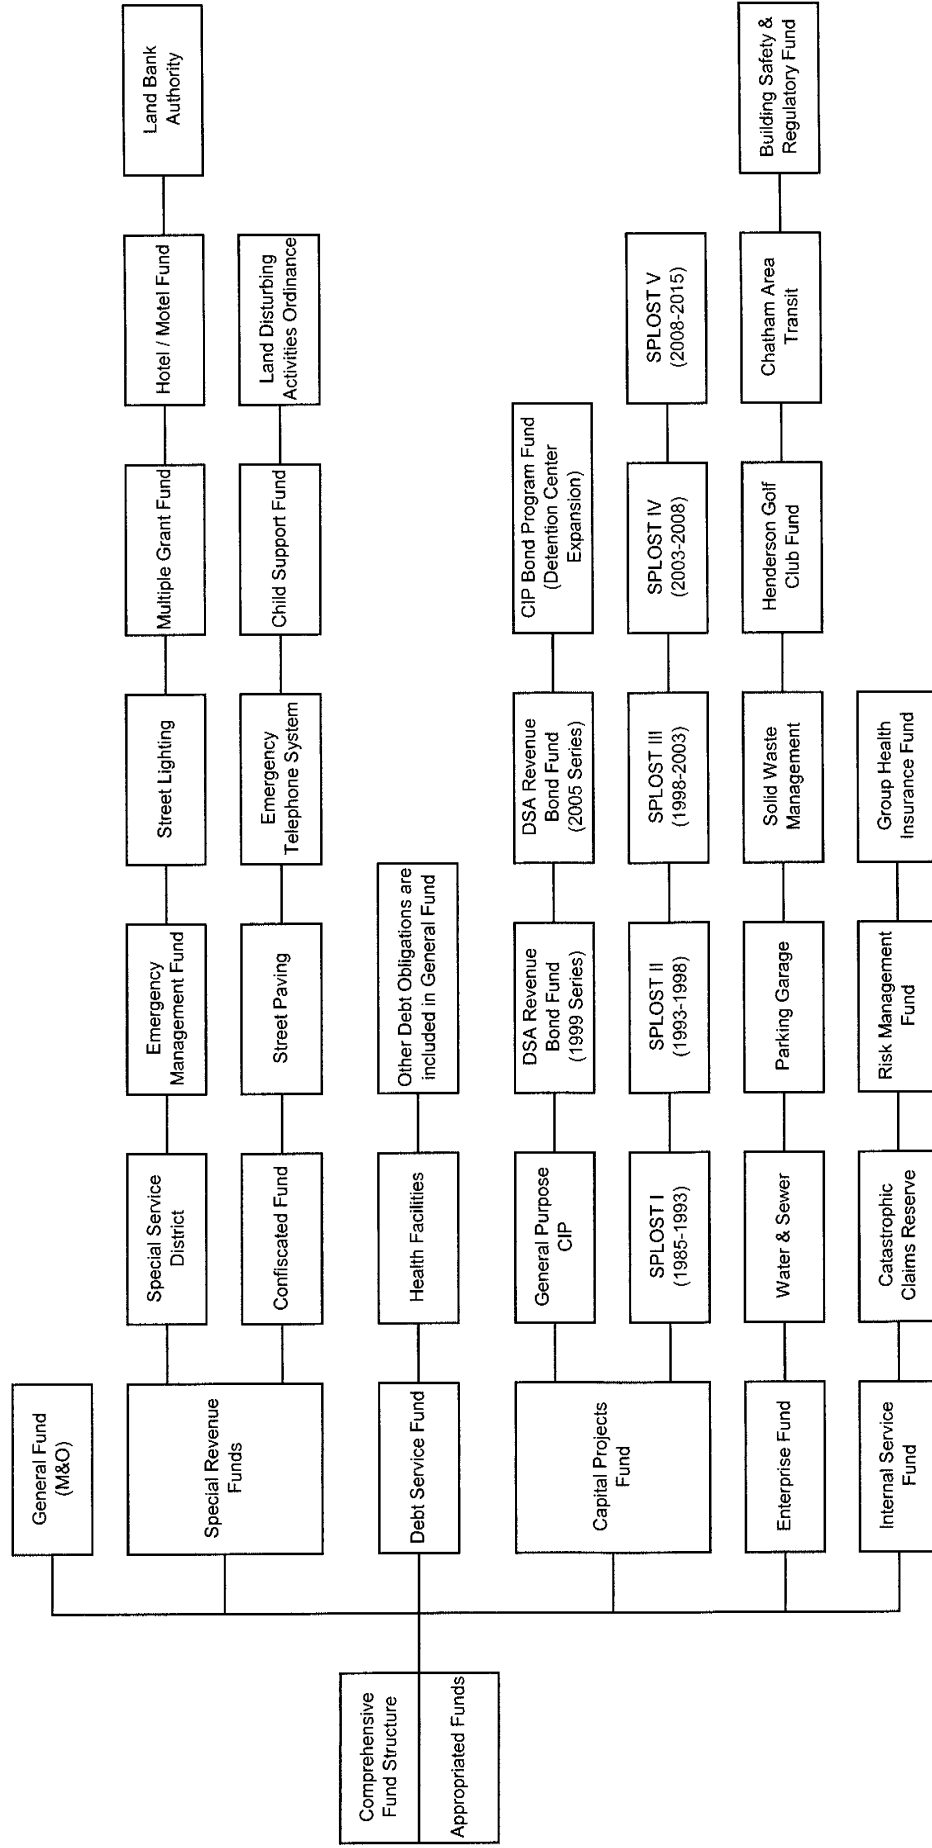 Comprehensive
Fund Structure
Appropriated Funds
General Fund
(M&O)
Special Revenue
Funds
Special Service
District
Emergency
Management Fund
Street Lighting
Multiple Grant Fund
Hotel / Motel Fund
Land Bank
Authority
Confiscated Fund
Street Paving
Emergency
Telephone System
Child Support Fund
Land Disturbing
Activities Ordinance
Debt Service Fund
Health Facilities
Other Debt Obligations are
included in General Fund
Capital Projects
Fund
General Purpose
CIP
DSA Revenue
Bond Fund
(1999 Series)
DSA Revenue
Bond Fund
(2005 Series)
CIP Bond Program Fund
(Detention Center
Expansion)
SPLOST I
(1985-1993)
SPLOST II
(1993-1998)
SPLOST III
(1998-2003)
SPLOST IV
(2003-2008)
SPLOST V
(2008-2015)
Enterprise Fund
Water & Sewer
Parking Garage
Solid Waste
Management
Henderson Golf
Club Fund
Chatham Area
Transit
Building Safety &
Regulatory Fund
Internal Service
Fund
Catastrophic
Claims Reserve
Risk Management
Fund
Group Health
Insurance Fund